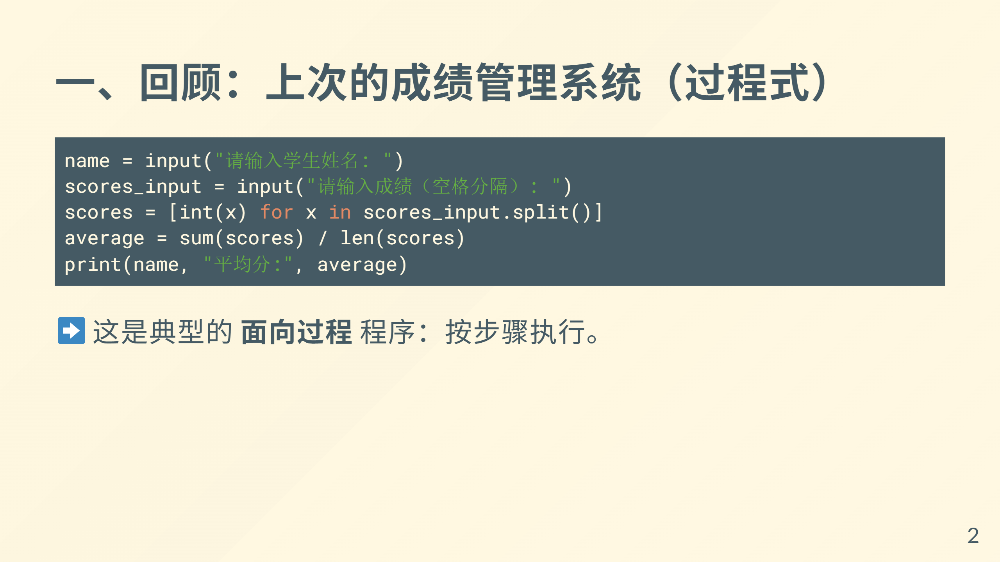 一、回顾：上次的成绩管理系统（过程式）
name = input("请输入学生姓名：")
scores_input = input("请输入成绩（空格分隔）：")
scores = [int(x) for x in scores_input.split()]
average = sum(scores) / len(scores)
print(name, "平均分:", average)
➡️ 这是典型的 面向过程 程序：按步骤执行。
2